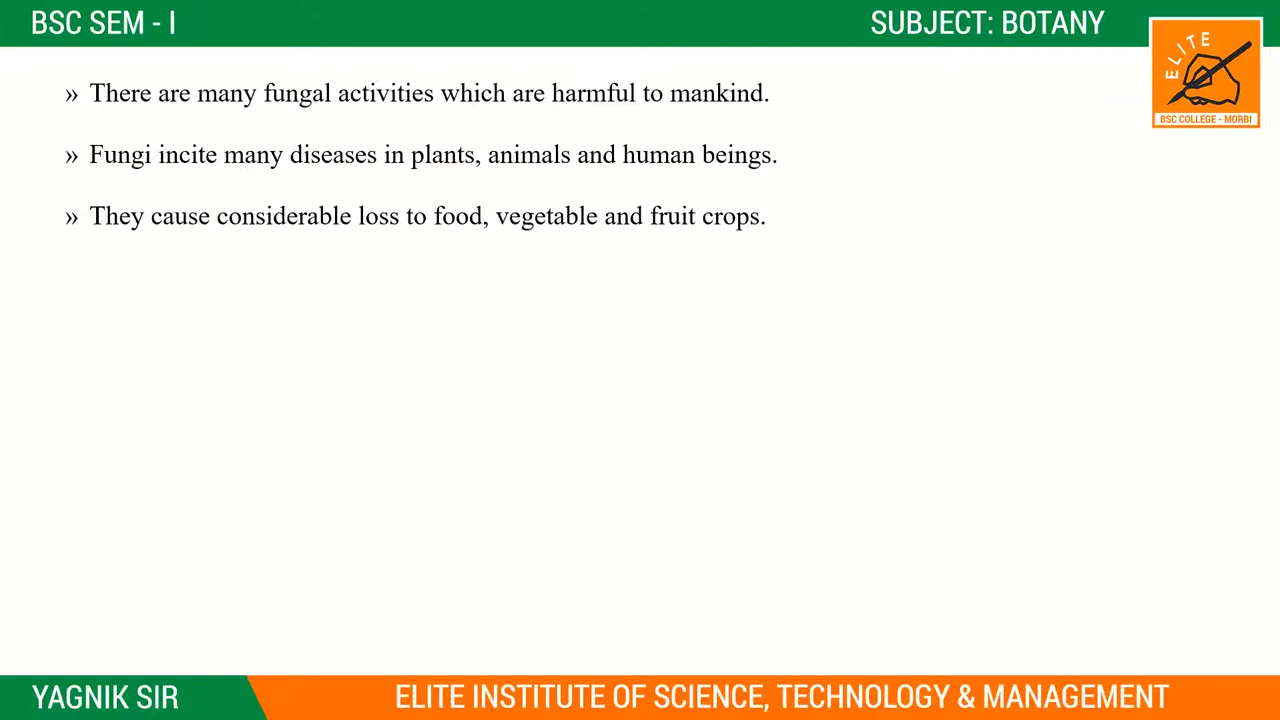 BSC SEM - I
SUBJECT: BOTANY
ELITE
BSC COLLEGE - MORBI
» There are many fungal activities which are harmful to mankind.
» Fungi incite many diseases in plants, animals and human beings.
» They cause considerable loss to food, vegetable and fruit crops.
YAGNIK SIR
ELITE INSTITUTE OF SCIENCE, TECHNOLOGY & MANAGEMENT